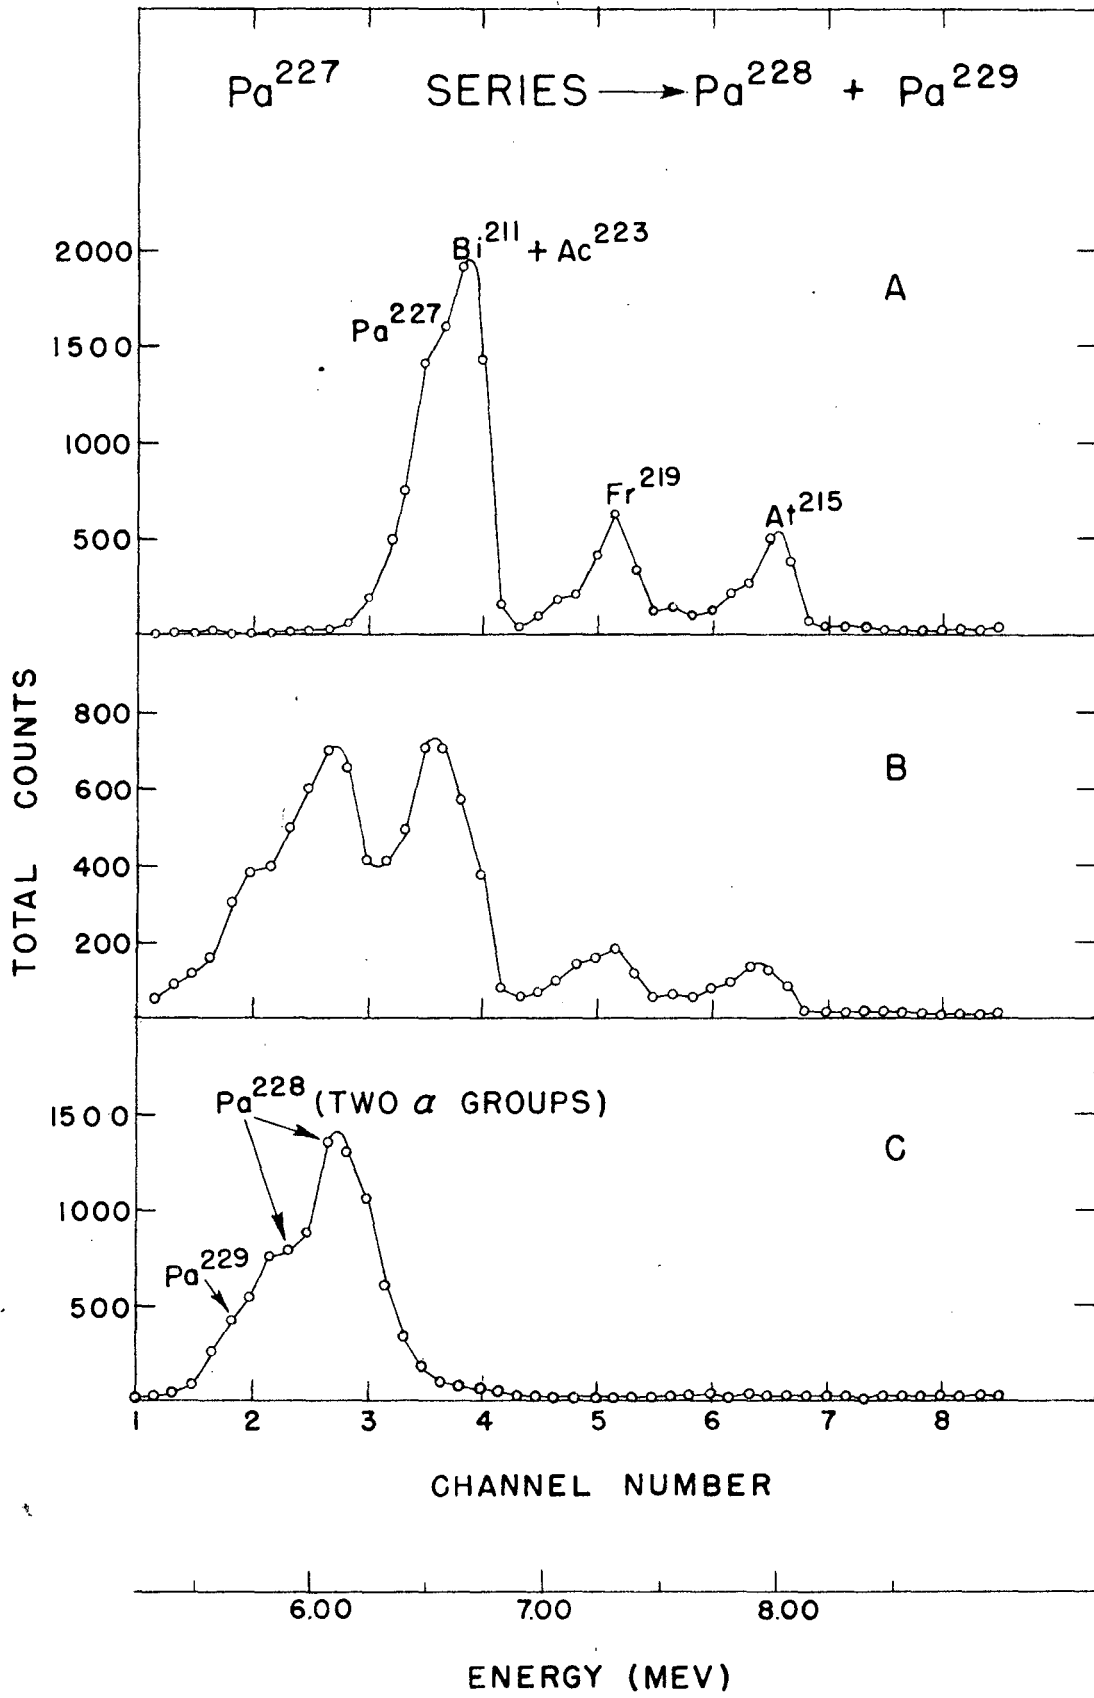 Pa227 SERIES → Pa228 + Pa229
Bi211 + Ac223
2000
A
Pa227
1500
1000
Fr219
At215
500
TOTAL COUNTS
800
B
600
400
200
Pa228 (TWO α GROUPS)
1500
C
1000
Pa229
500
1 2 3 4 5 6 7 8
CHANNEL NUMBER
6.00 7.00 8.00
ENERGY (MEV)